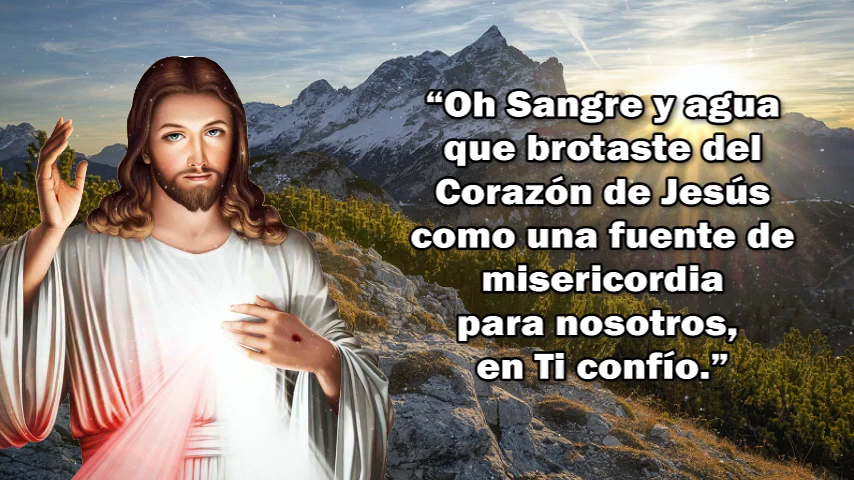 “Oh Sangre y agua
que brotaste del
Corazón de Jesús
como una fuente de
misericordia
para nosotros,
en Ti confío.”